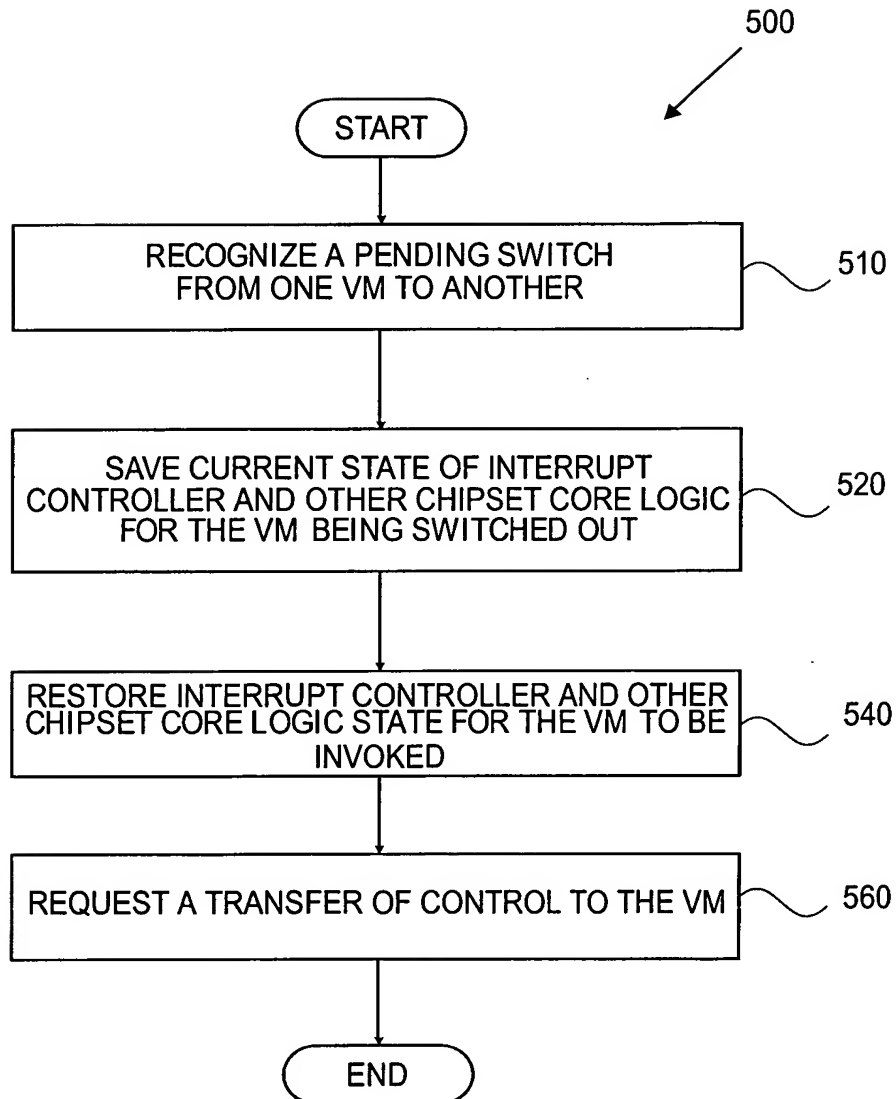 500
START
RECOGNIZE A PENDING SWITCH
FROM ONE VM TO ANOTHER
510
SAVE CURRENT STATE OF INTERRUPT
CONTROLLER AND OTHER CHIPSET CORE LOGIC
FOR THE VM BEING SWITCHED OUT
520
RESTORE INTERRUPT CONTROLLER AND OTHER
CHIPSET CORE LOGIC STATE FOR THE VM TO BE
INVOKED
540
REQUEST A TRANSFER OF CONTROL TO THE VM
560
END